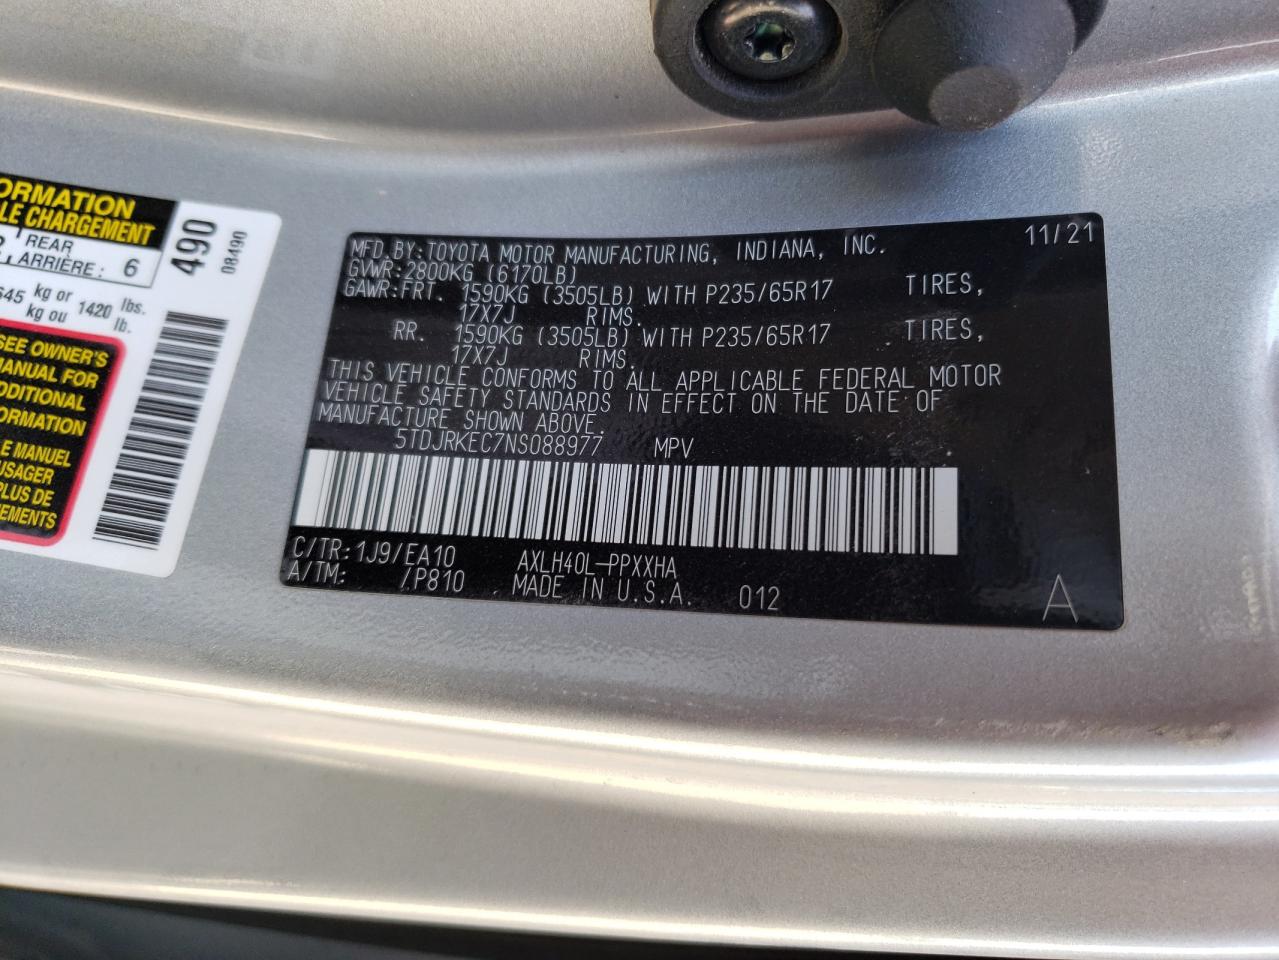 ORMATION
LE CHARGEMENT
REAR
ARRIÈRE: 6
645 kg or 1420 lbs.
kg ou lb.
SEE OWNER'S
MANUAL FOR
DDITIONAL
ORMATION
LE MANUEL
USAGER
PLUS DE
NEMENTS
490
08490
MFD.BY:TOYOTA MOTOR MANUFACTURING, INDIANA, INC. 11/21
GVWR:2800KG (6170LB)
GAWR:FRT. 1590KG (3505LB) WITH P235/65R17 TIRES,
17X7J RIMS.
RR. 1590KG (3505LB) WITH P235/65R17 TIRES,
17X7J RIMS.
THIS VEHICLE CONFORMS TO ALL APPLICABLE FEDERAL MOTOR
VEHICLE SAFETY STANDARDS IN EFFECT ON THE DATE OF
MANUFACTURE SHOWN ABOVE.
5TDJRKEC7NS088977 MPV
C/TR:1J9/EA10 AXLH40L-PPXXHA
A/TM: /P810 MADE IN U.S.A. 012 A